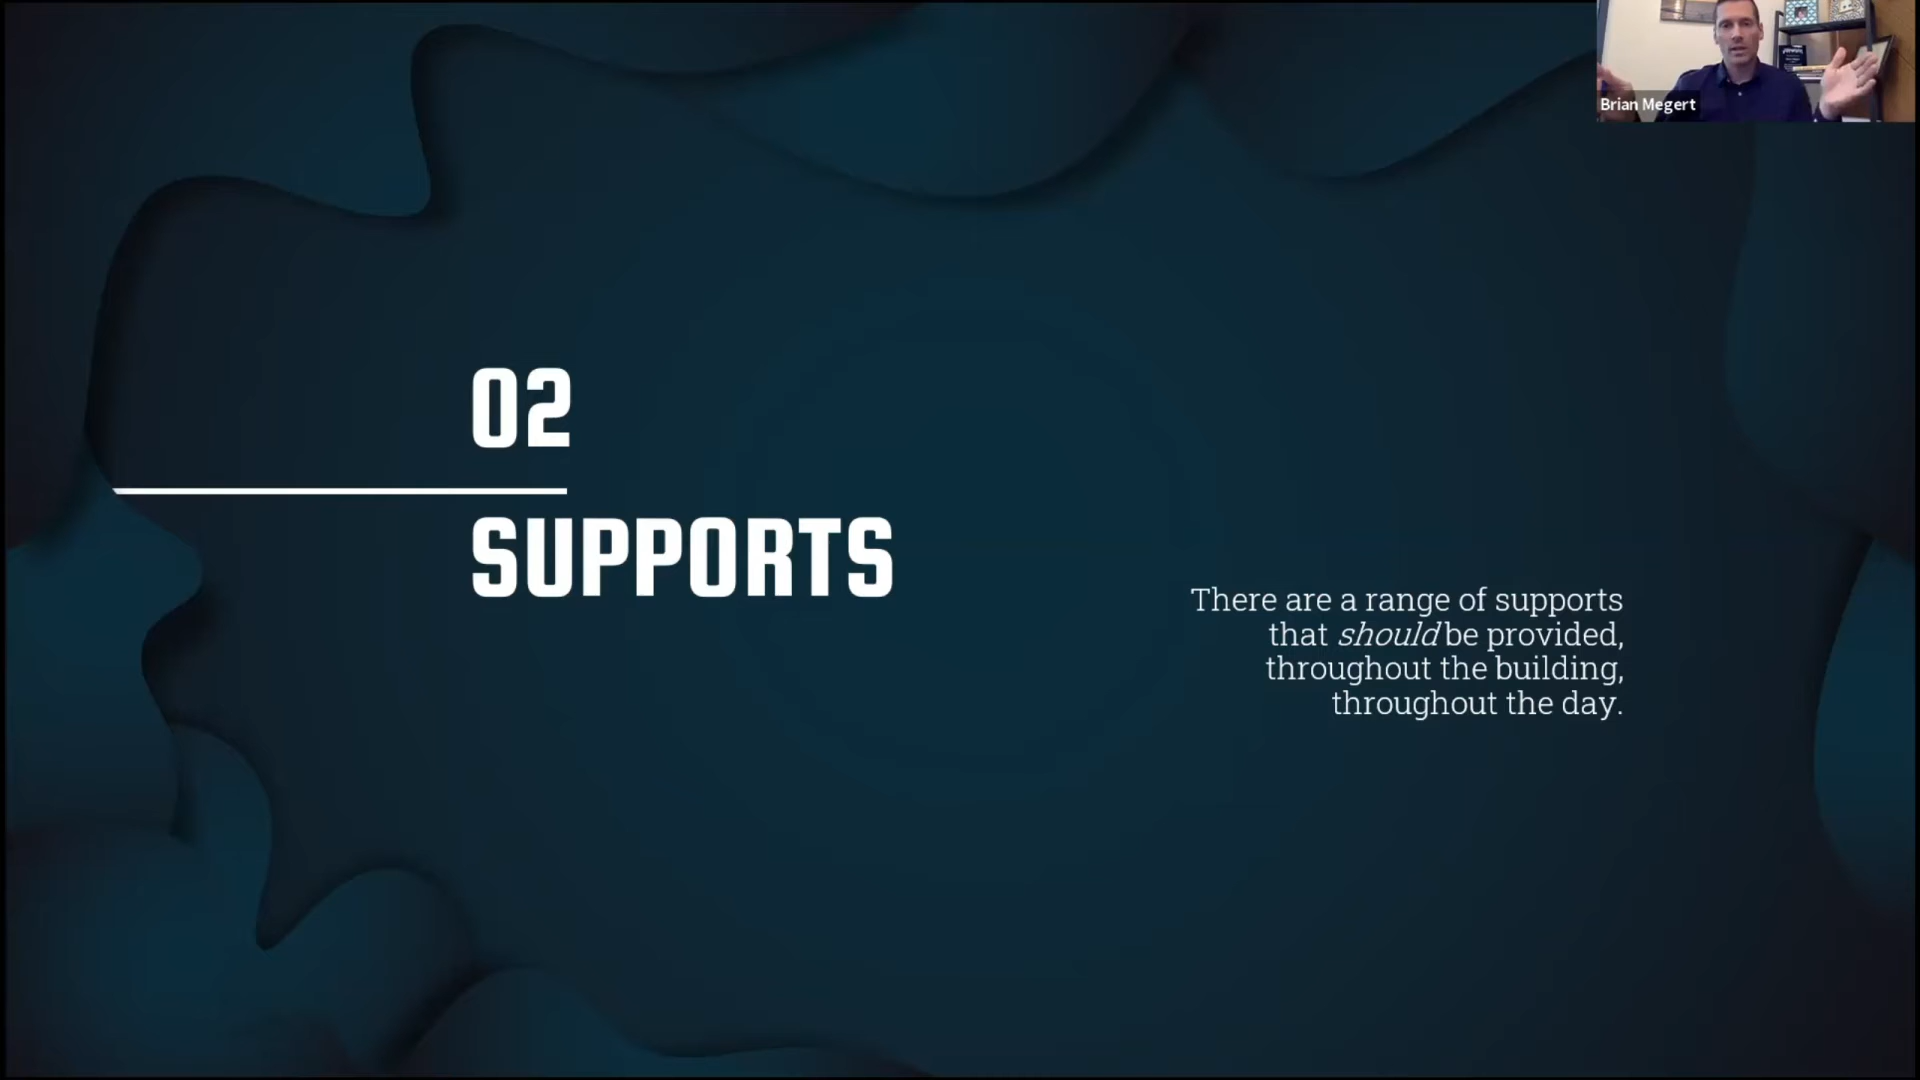 Brian Megert
02
SUPPORTS
There are a range of supports
that should be provided,
throughout the building,
throughout the day.